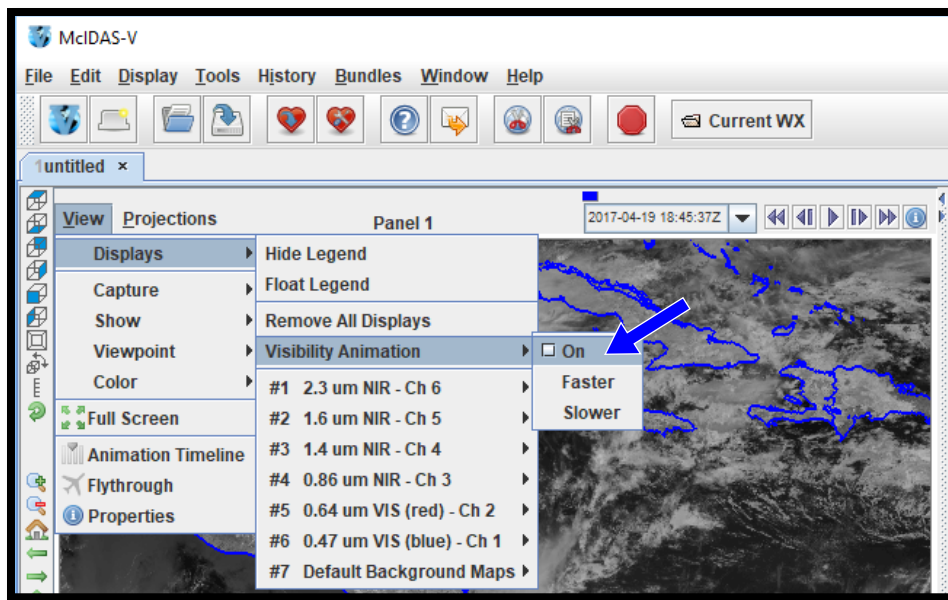 McIDAS-V
File Edit Display Tools History Bundles Window Help
Current WX
1untitled ×
View Projections Panel 1 2017-04-19 18:45:37Z
Displays
Capture
Show
Viewpoint
Color
Full Screen
Animation Timeline
Flythrough
Properties
Hide Legend
Float Legend
Remove All Displays
Visibility Animation
#1 2.3 um NIR - Ch 6
#2 1.6 um NIR - Ch 5
#3 1.4 um NIR - Ch 4
#4 0.86 um NIR - Ch 3
#5 0.64 um VIS (red) - Ch 2
#6 0.47 um VIS (blue) - Ch 1
#7 Default Background Maps
On
Faster
Slower